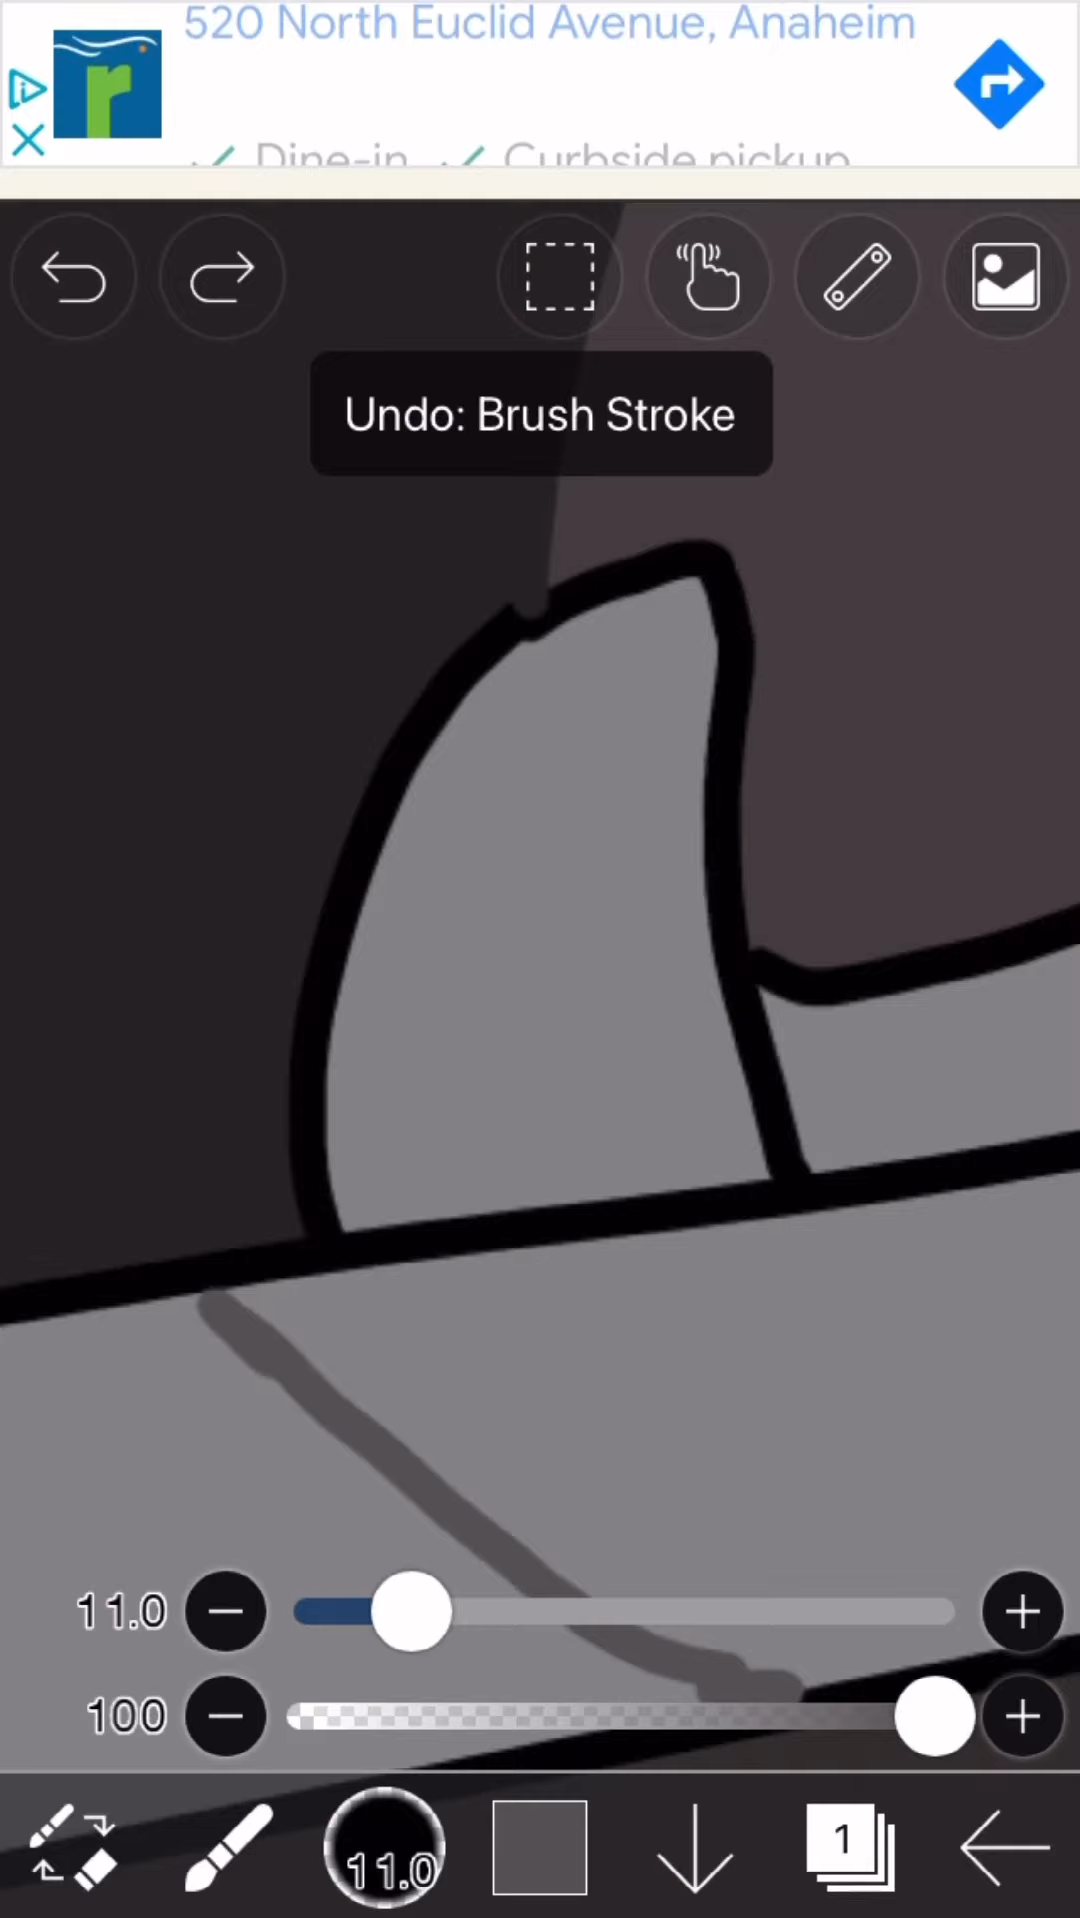 520 North Euclid Avenue, Anaheim
r
✓ Dine-in ✓ Curbside pickup
Undo: Brush Stroke
11.0
100
11.0
1